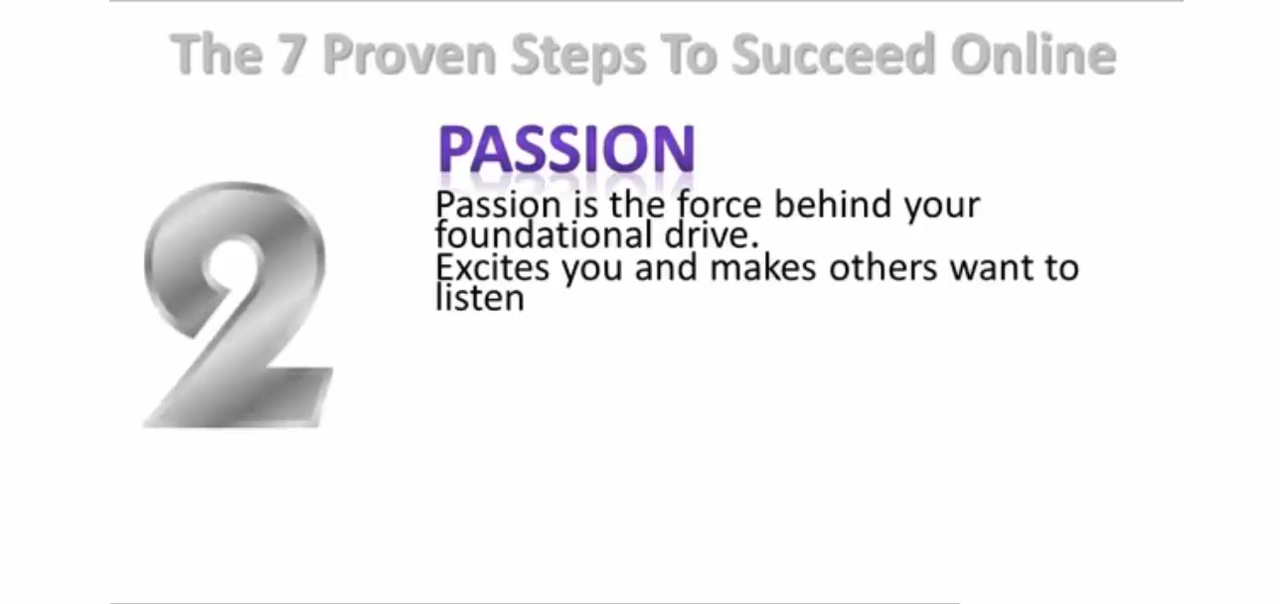 The 7 Proven Steps To Succeed Online
PASSION
Passion is the force behind your
foundational drive.
Excites you and makes others want to
listen
2